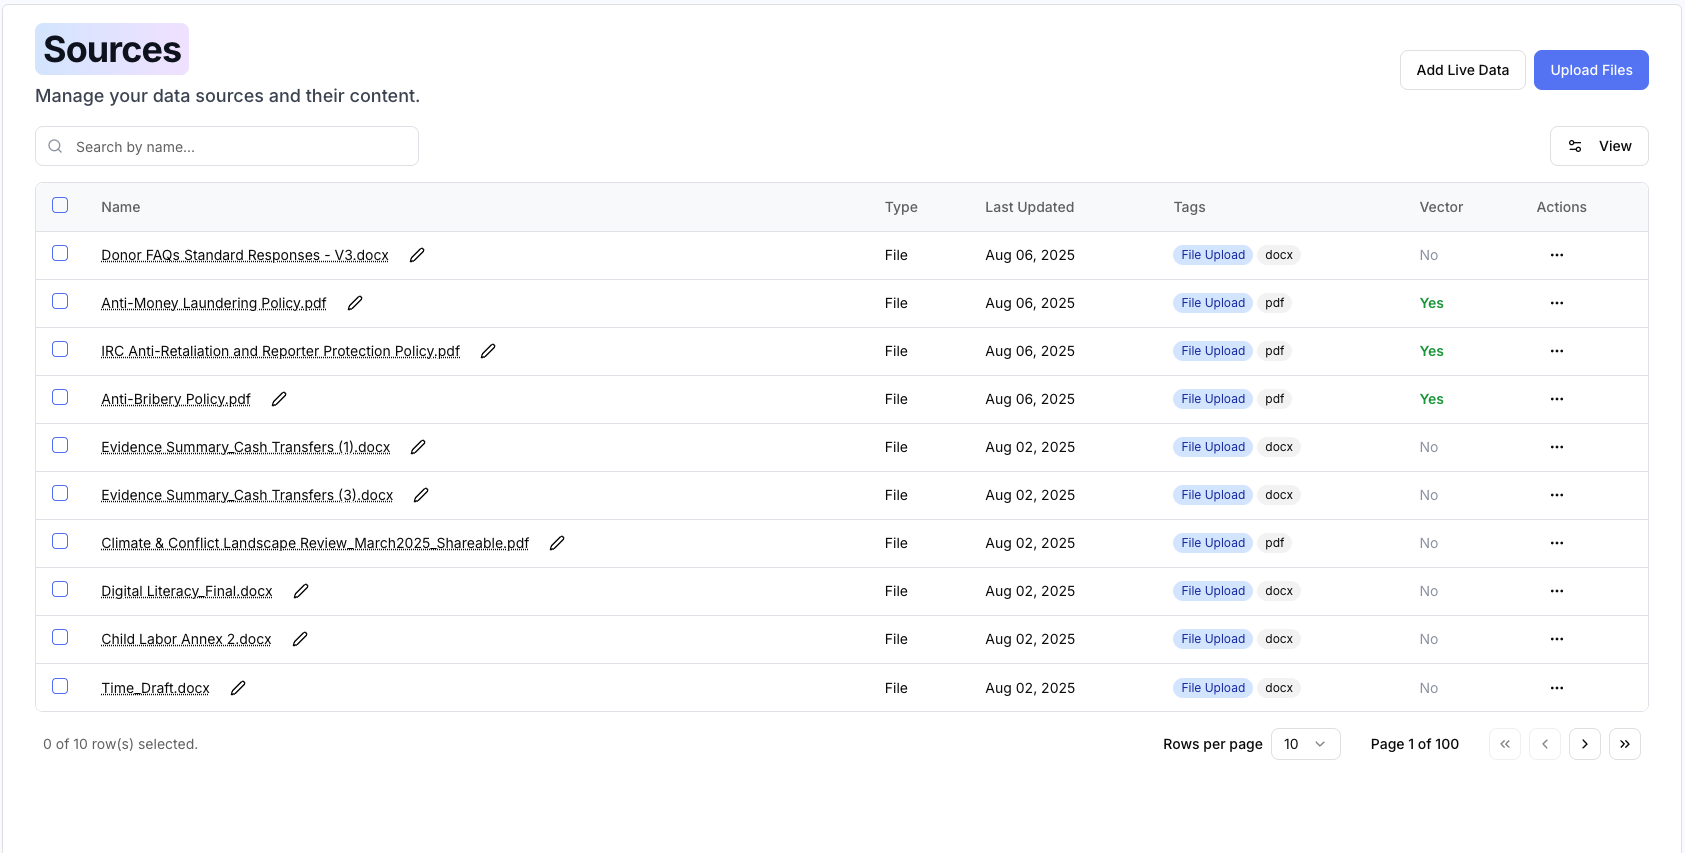 Sources
Manage your data sources and their content.
Add Live Data Upload Files
Search by name...
View
Name Type Last Updated Tags Vector Actions
Donor FAQs Standard Responses - V3.docx File Aug 06, 2025 File Upload docx No
Anti-Money Laundering Policy.pdf File Aug 06, 2025 File Upload pdf Yes
IRC Anti-Retaliation and Reporter Protection Policy.pdf File Aug 06, 2025 File Upload pdf Yes
Anti-Bribery Policy.pdf File Aug 06, 2025 File Upload pdf Yes
Evidence Summary_Cash Transfers (1).docx File Aug 02, 2025 File Upload docx No
Evidence Summary_Cash Transfers (3).docx File Aug 02, 2025 File Upload docx No
Climate & Conflict Landscape Review_March2025_Shareable.pdf File Aug 02, 2025 File Upload pdf No
Digital Literacy_Final.docx File Aug 02, 2025 File Upload docx No
Child Labor Annex 2.docx File Aug 02, 2025 File Upload docx No
Time_Draft.docx File Aug 02, 2025 File Upload docx No
0 of 10 row(s) selected. Rows per page 10 Page 1 of 100